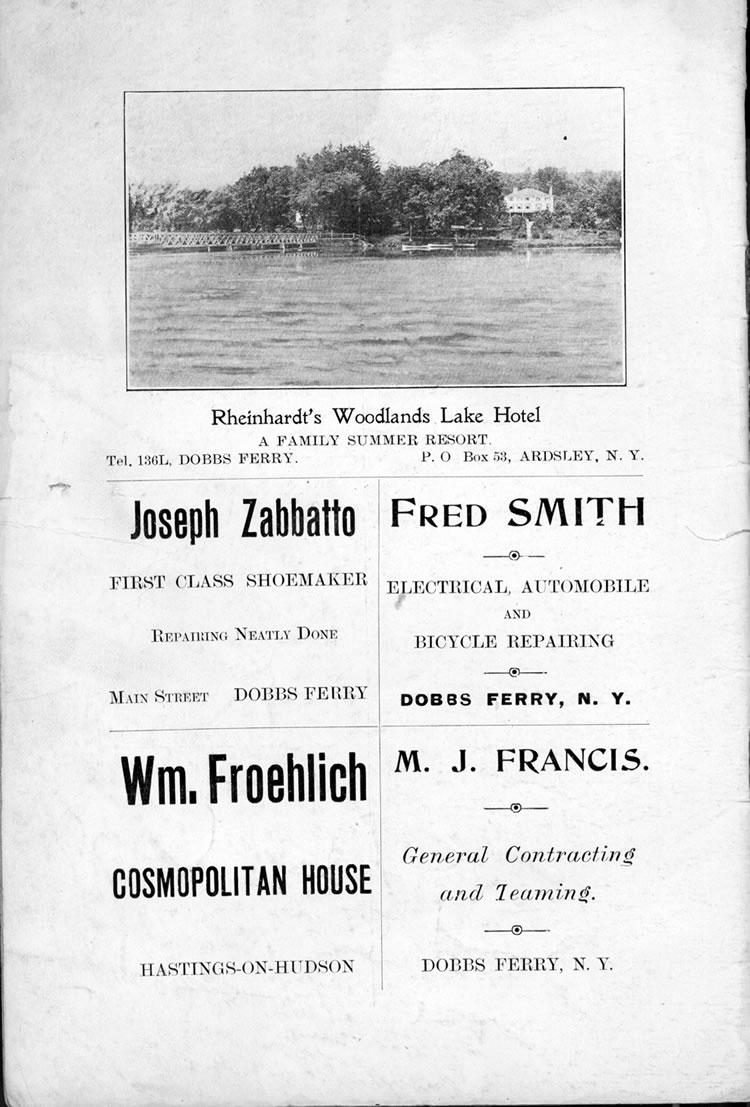 Rheinhardt's Woodlands Lake Hotel
A FAMILY SUMMER RESORT.
Tel. 136L, DOBBS FERRY. P. O Box 53, ARDSLEY, N. Y.
Joseph Zabbatto
FIRST CLASS SHOEMAKER
REPAIRING NEATLY DONE
MAIN STREET DOBBS FERRY
FRED SMITH
ELECTRICAL, AUTOMOBILE
AND
BICYCLE REPAIRING
DOBBS FERRY, N. Y.
Wm. Froehlich
COSMOPOLITAN HOUSE
HASTINGS-ON-HUDSON
M. J. FRANCIS.
General Contracting
and Teaming.
DOBBS FERRY, N. Y.